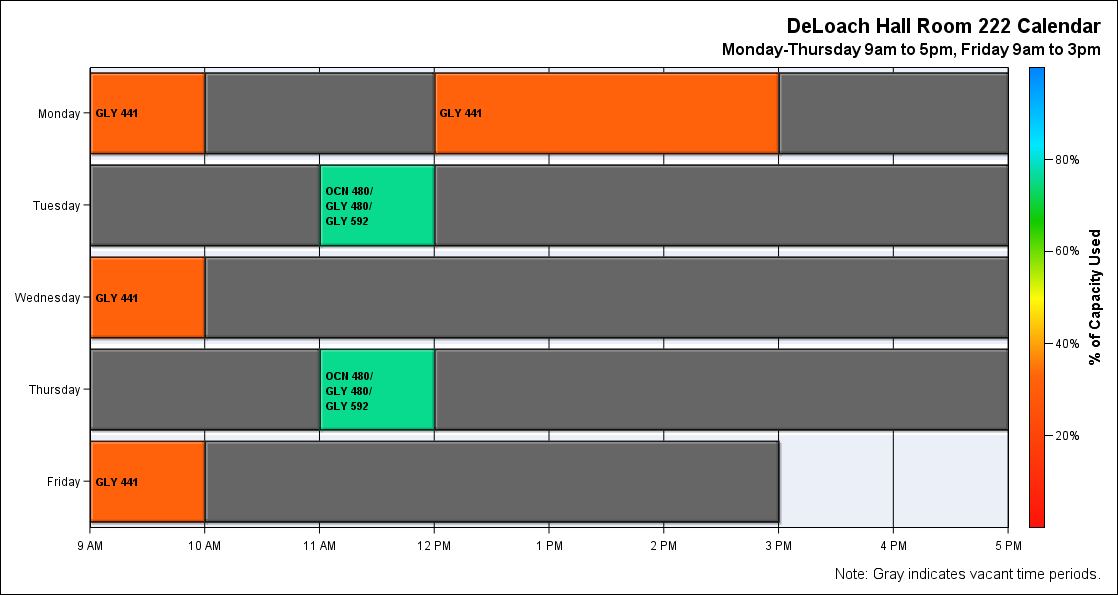 DeLoach Hall Room 222 Calendar
Monday-Thursday 9am to 5pm, Friday 9am to 3pm
Monday
GLY 441
GLY 441
Tuesday
OCN 480/
GLY 480/
GLY 592
Wednesday
GLY 441
Thursday
OCN 480/
GLY 480/
GLY 592
Friday
GLY 441
9 AM 10 AM 11 AM 12 PM 1 PM 2 PM 3 PM 4 PM 5 PM
80%
60%
40%
20%
% of Capacity Used
Note: Gray indicates vacant time periods.